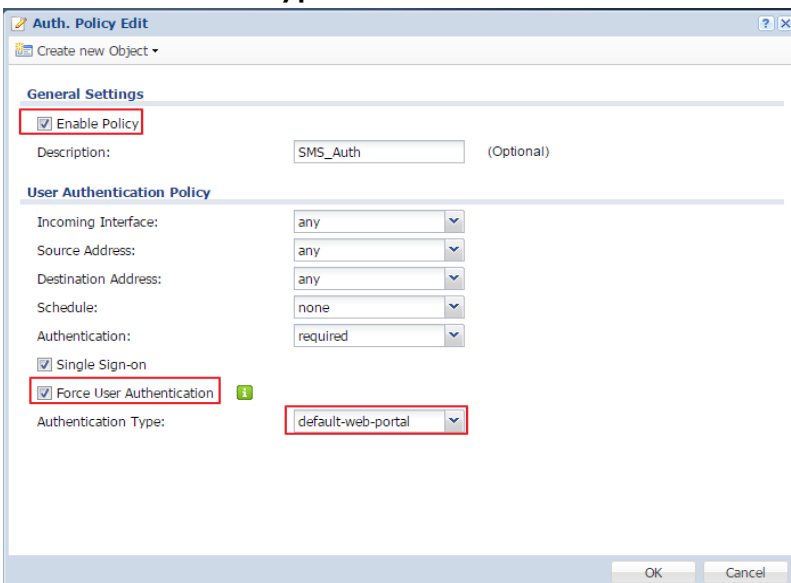 Auth. Policy Edit
Create new Object
General Settings
Enable Policy
Description: SMS_Auth (Optional)
User Authentication Policy
Incoming Interface: any
Source Address: any
Destination Address: any
Schedule: none
Authentication: required
Single Sign-on
Force User Authentication
Authentication Type: default-web-portal
OK Cancel